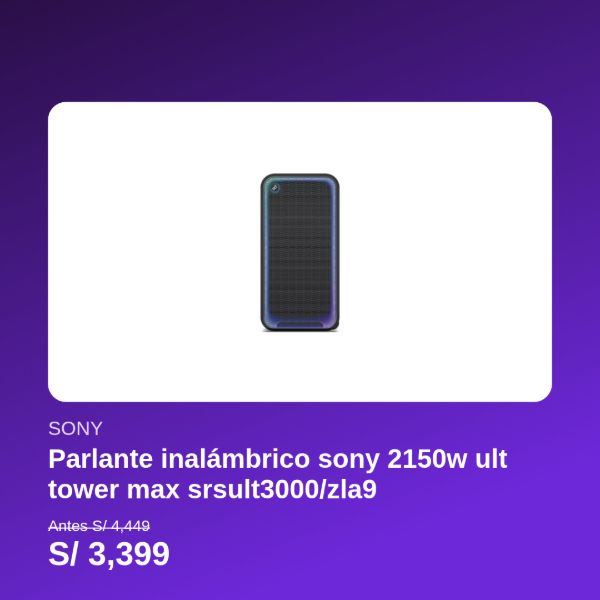 SONY
Parlante inalámbrico sony 2150w ult
tower max srsult3000/zla9
Antes S/ 4,449
S/ 3,399